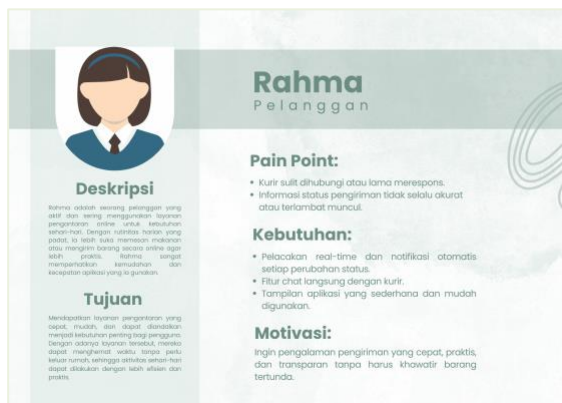 Rahma
Pelanggan
Deskripsi
Rahma adalah seorang pelanggan yang
aktif dan sering menggunakan layanan
pengantaran online untuk kebutuhan
sehari-hari. Dengan rutinitas harian yang
padat, ia lebih suka memesan makanan
atau mengirim barang secara online agar
lebih praktis. Rahma sangat
memperhatikan kemudahan dan
kecepatan aplikasi yang ia gunakan.
Tujuan
Mendapatkan layanan pengantaran yang
cepat, mudah, dan dapat diandalkan
menjadi kebutuhan penting bagi pengguna.
Dengan adanya layanan tersebut, mereka
dapat menghemat waktu tanpa perlu
keluar rumah, sehingga aktivitas sehari-hari
dapat dilakukan dengan lebih efisien dan
praktis.
Pain Point:
• Kurir sulit dihubungi atau lama merespons.
• Informasi status pengiriman tidak selalu akurat
atau terlambat muncul.
Kebutuhan:
• Pelacakan real-time dan notifikasi otomatis
setiap perubahan status.
• Fitur chat langsung dengan kurir.
• Tampilan aplikasi yang sederhana dan mudah
digunakan.
Motivasi:
Ingin pengalaman pengiriman yang cepat, praktis,
dan transparan tanpa harus khawatir barang
tertunda.